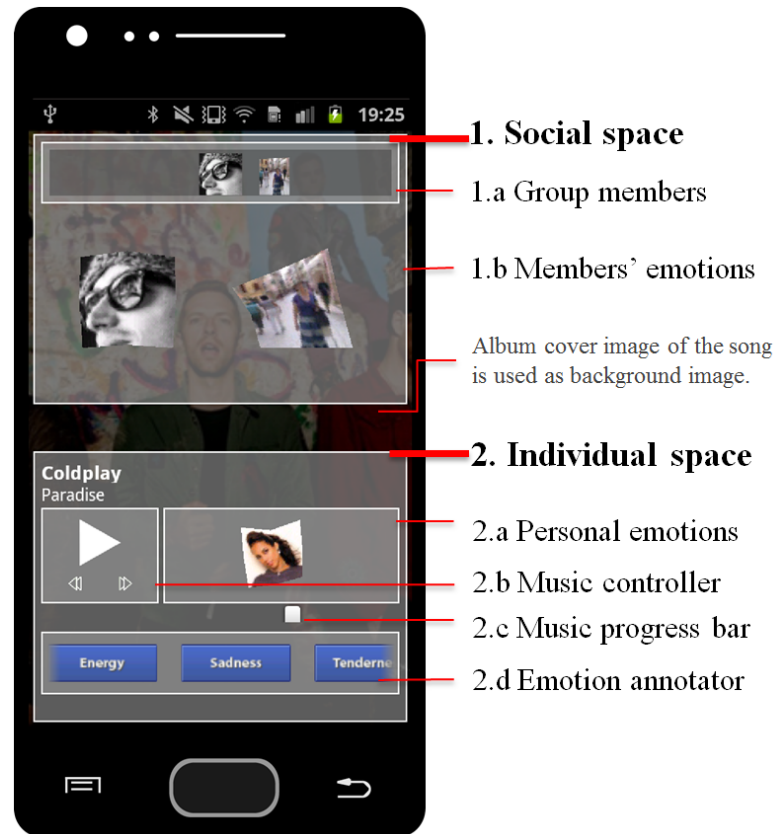 19:25
1. Social space
1.a Group members
1.b Members’ emotions
Album cover image of the song
is used as background image.
2. Individual space
Coldplay
Paradise
2.a Personal emotions
2.b Music controller
2.c Music progress bar
Energy Sadness Tenderne
2.d Emotion annotator